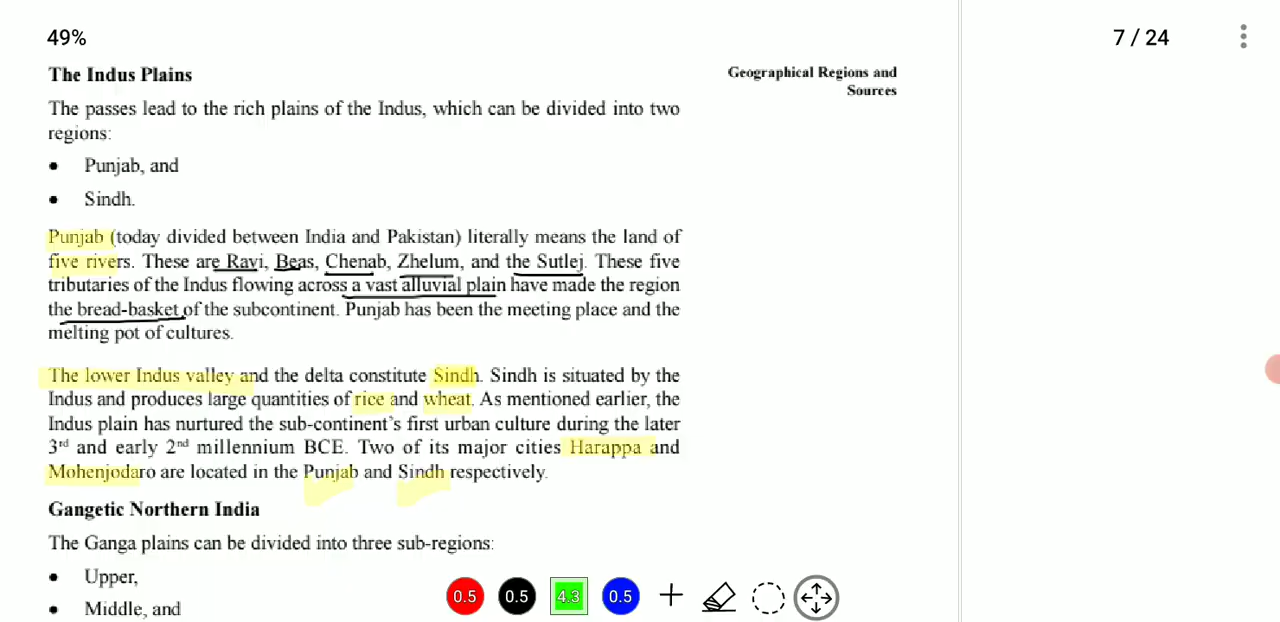 49%
7 / 24
The Indus Plains
Geographical Regions and
Sources
The passes lead to the rich plains of the Indus, which can be divided into two
regions:
• Punjab, and
• Sindh.
Punjab (today divided between India and Pakistan) literally means the land of
five rivers. These are Ravi, Beas, Chenab, Zhelum, and the Sutlej. These five
tributaries of the Indus flowing across a vast alluvial plain have made the region
the bread-basket of the subcontinent. Punjab has been the meeting place and the
melting pot of cultures.
The lower Indus valley and the delta constitute Sindh. Sindh is situated by the
Indus and produces large quantities of rice and wheat. As mentioned earlier, the
Indus plain has nurtured the sub-continent's first urban culture during the later
3rd and early 2nd millennium BCE. Two of its major cities Harappa and
Mohenjodaro are located in the Punjab and Sindh respectively.
Gangetic Northern India
The Ganga plains can be divided into three sub-regions:
• Upper,
• Middle, and
0.5 0.5 4.3 0.5